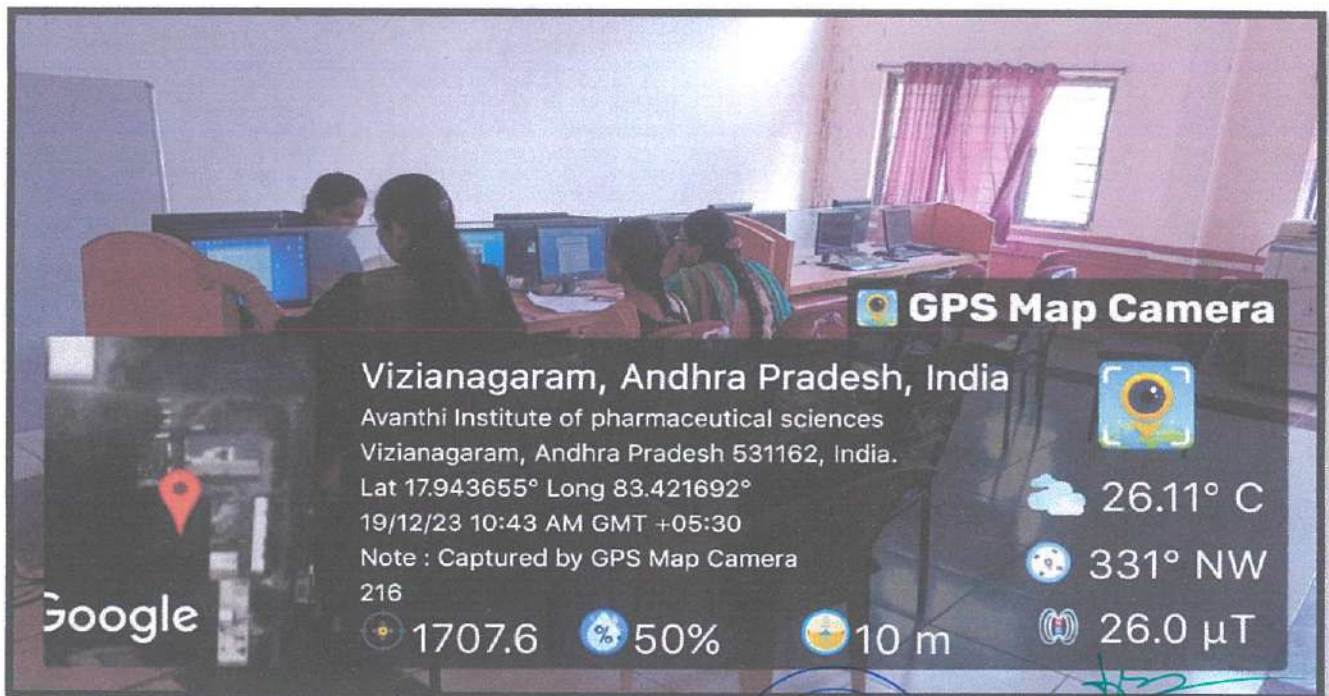 GPS Map Camera
Vizianagaram, Andhra Pradesh, India
Avanthi Institute of pharmaceutical sciences
Vizianagaram, Andhra Pradesh 531162, India.
Lat 17.943655° Long 83.421692°
19/12/23 10:43 AM GMT +05:30
Note : Captured by GPS Map Camera
216
Google
1707.6
50%
10 m
26.11° C
331° NW
26.0 µT